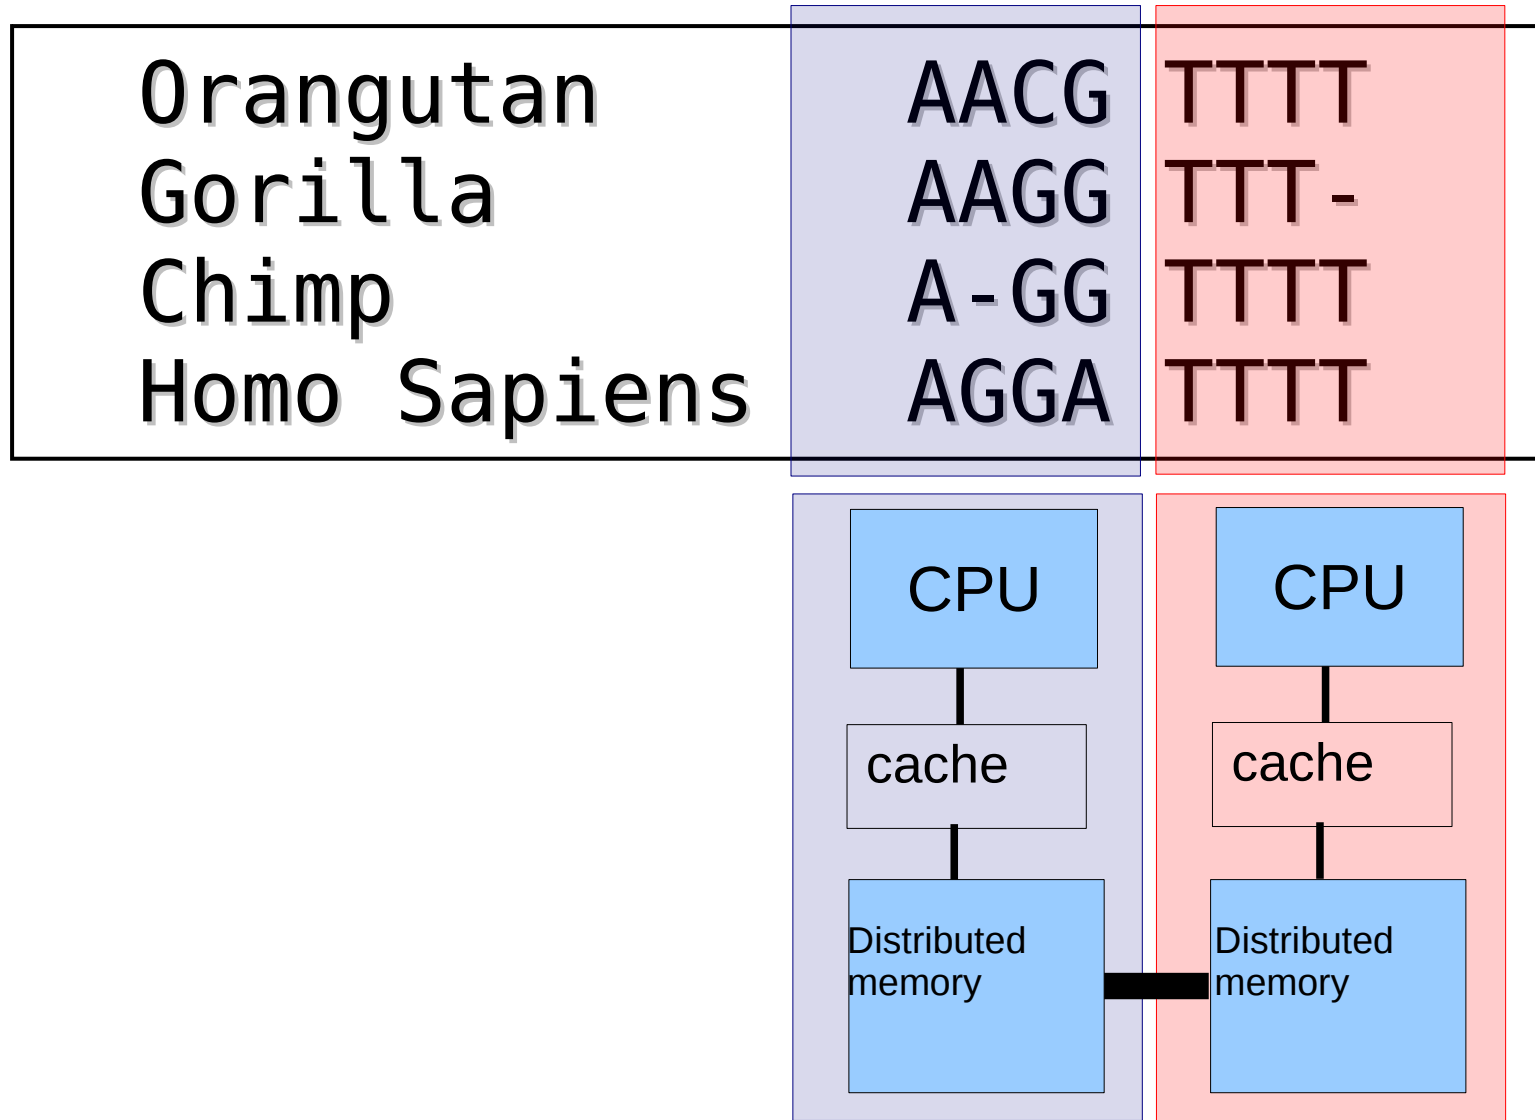 Orangutan AACG TTTT
Gorilla AAGG TTT-
Chimp A-GG TTTT
Homo Sapiens AGGA TTTT
CPU CPU
cache cache
Distributed Distributed
memory memory